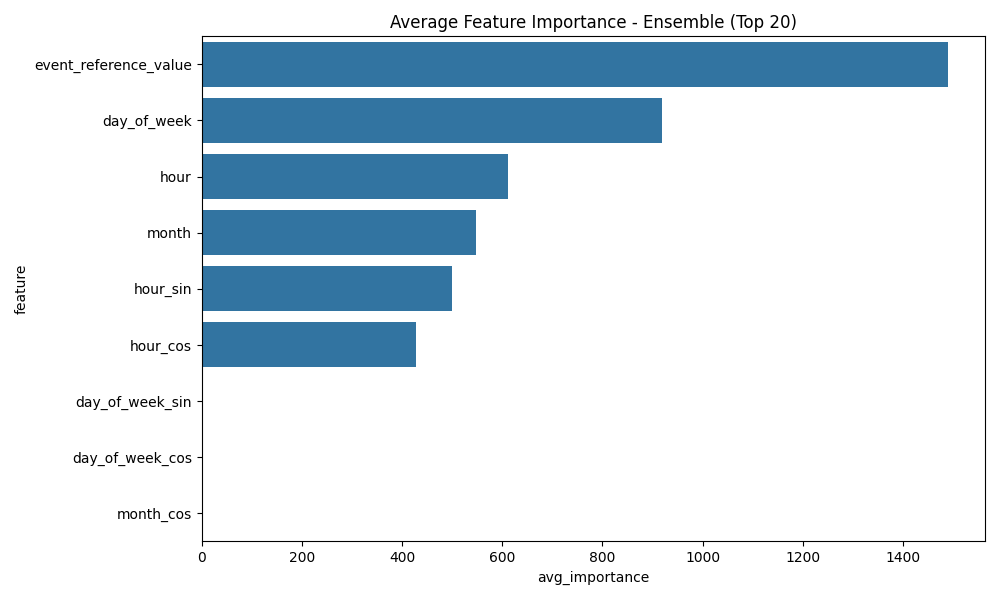 Average Feature Importance - Ensemble (Top 20)
event_reference_value
day_of_week
hour
month
hour_sin
hour_cos
day_of_week_sin
day_of_week_cos
month_cos
feature
0 200 400 600 800 1000 1200 1400
avg_importance